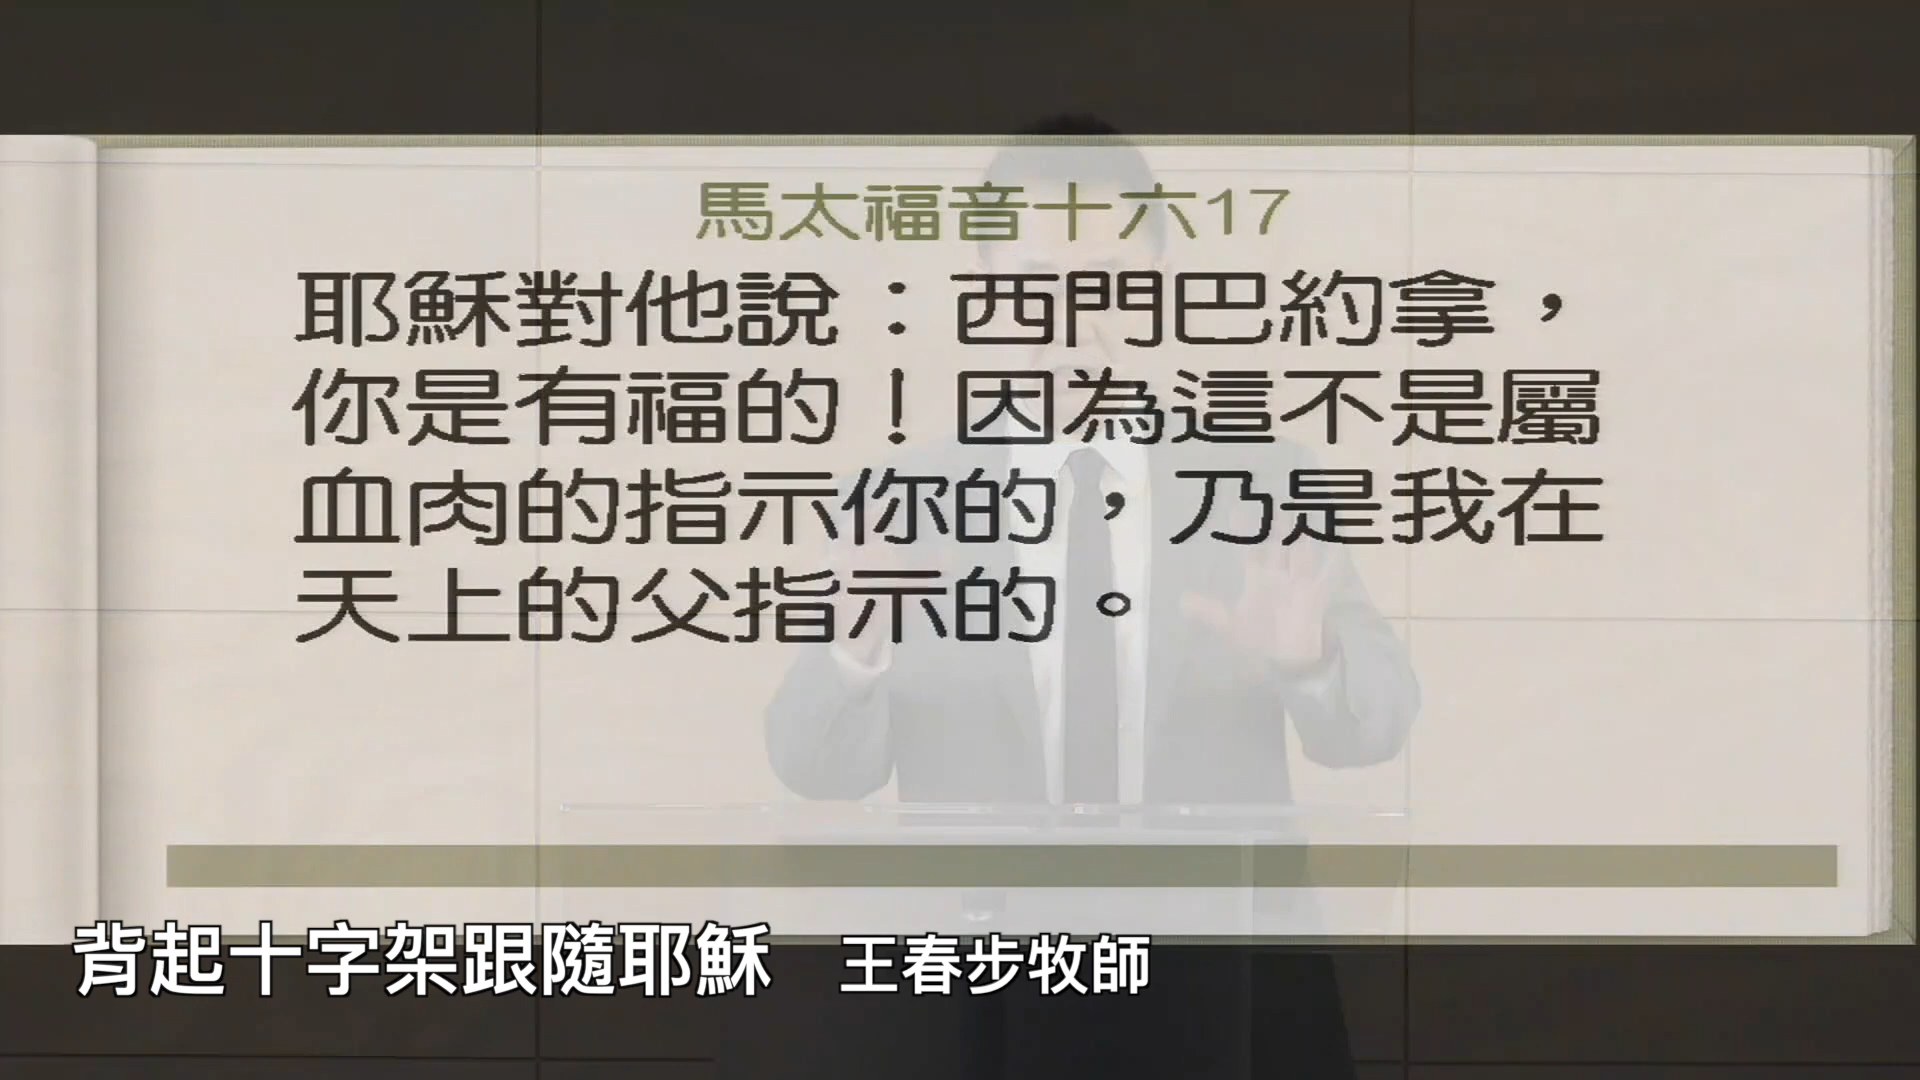 馬太福音十六17
耶穌對他說：西門巴約拿，
你是有福的！因為這不是屬
血肉的指示你的，乃是我在
天上的父指示的。
背起十字架跟隨耶穌 王春步牧師